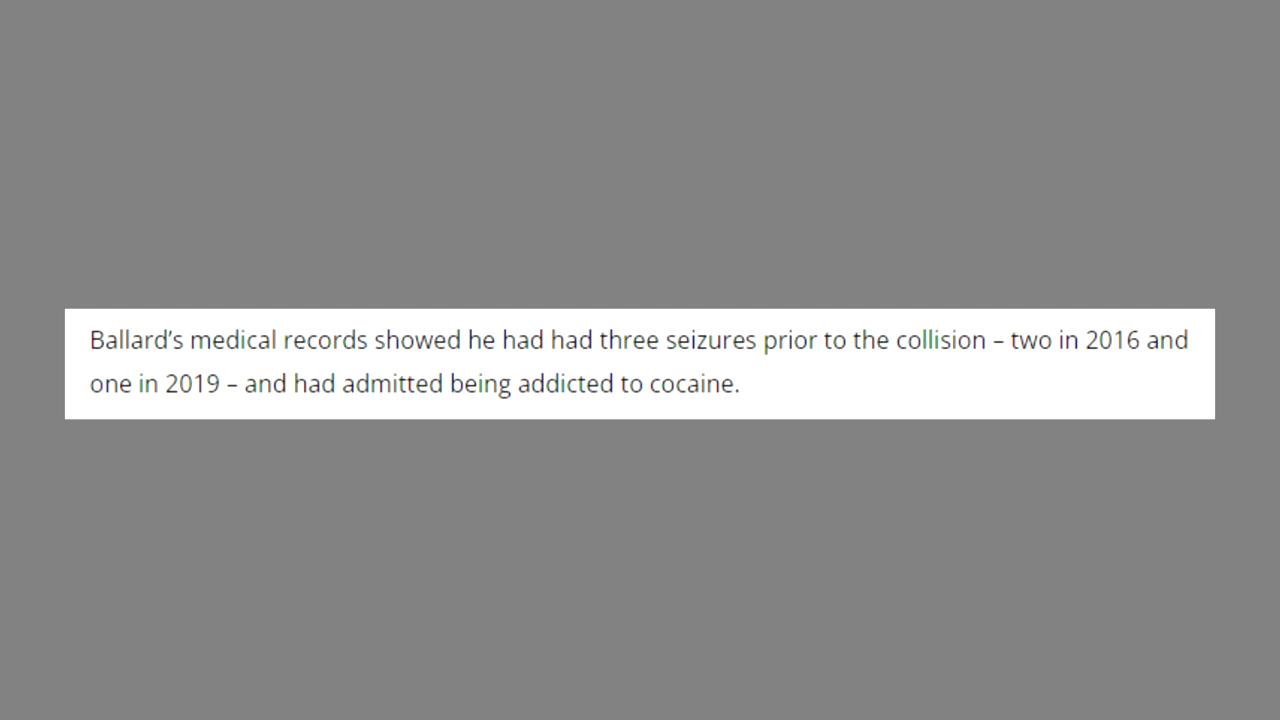 Ballard’s medical records showed he had had three seizures prior to the collision – two in 2016 and
one in 2019 – and had admitted being addicted to cocaine.